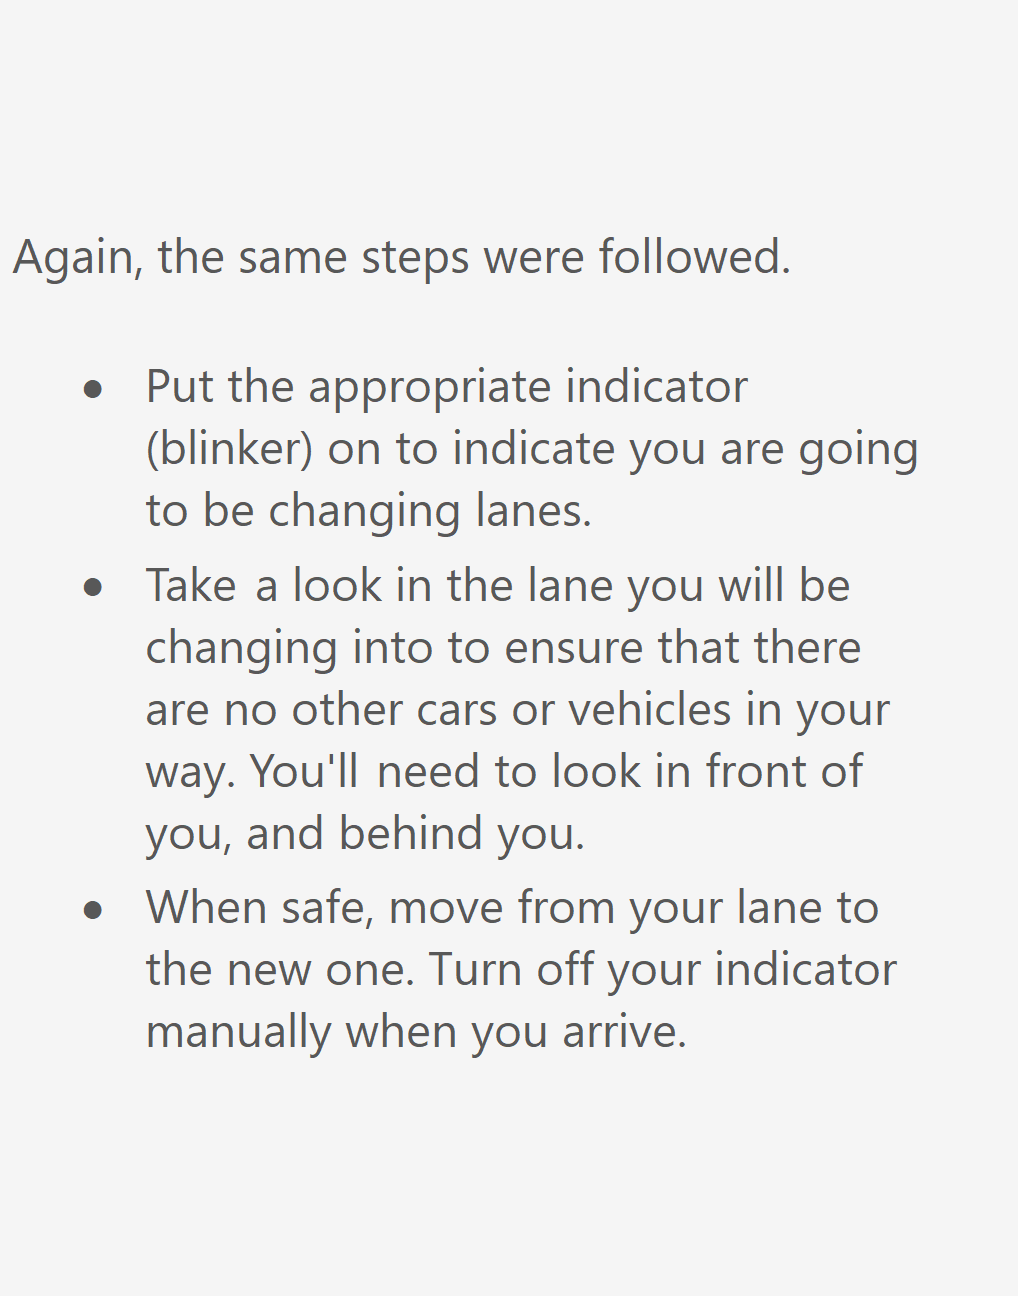 Again, the same steps were followed.
● Put the appropriate indicator
(blinker) on to indicate you are going
to be changing lanes.
● Take a look in the lane you will be
changing into to ensure that there
are no other cars or vehicles in your
way. You'll need to look in front of
you, and behind you.
● When safe, move from your lane to
the new one. Turn off your indicator
manually when you arrive.